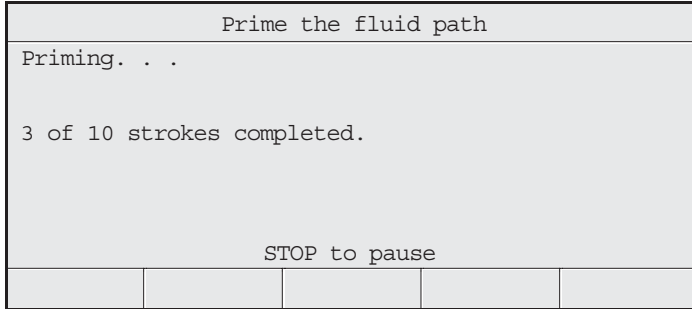 Prime the fluid path
Priming. . .
3 of 10 strokes completed.
STOP to pause